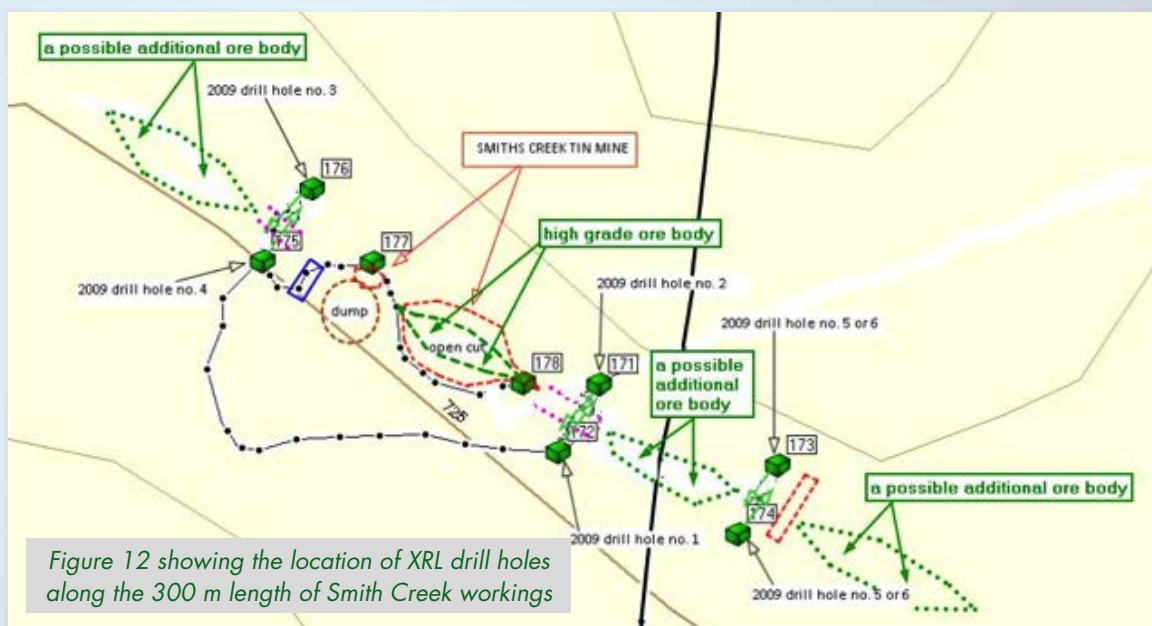 a possible additional ore body
2009 drill hole no. 3
176
SMITHS CREEK TIN MINE
175
177
high grade ore body
2009 drill hole no. 4
2009 drill hole no. 2
dump
open cut
2009 drill hole no. 5 or 6
178
171
a possible
additional
ore body
725
172
173
a possible additional ore body
174
2009 drill hole no. 1
2009 drill hole no. 5 or 6
Figure 12 showing the location of XRL drill holes
along the 300 m length of Smith Creek workings